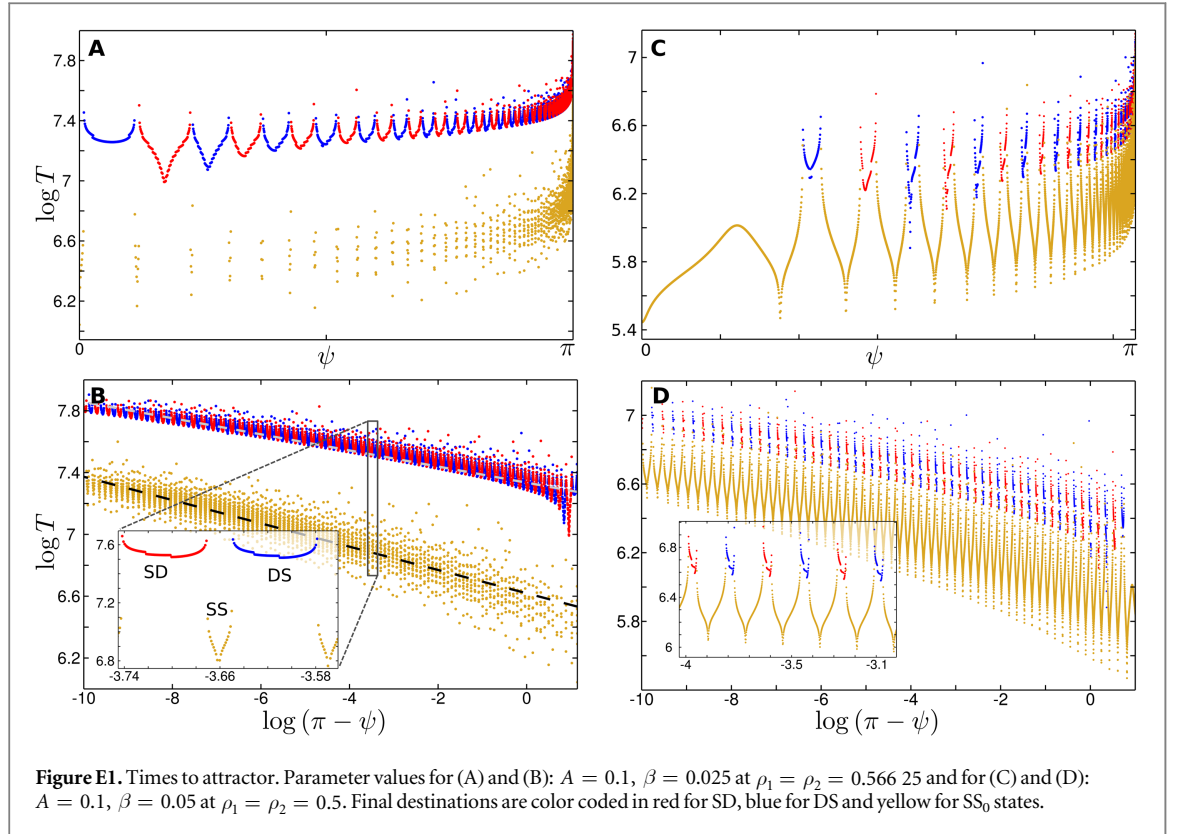 A
7.8
7.4
7
6.6
6.2
log T
0
ψ
π
C
7
6.6
6.2
5.8
5.4
0
ψ
π
B
7.8
7.4
7
6.6
6.2
log T
7.6
7.2
6.8
SD
DS
SS
-3.74
-3.66
-3.58
-10
-8
-6
-4
-2
0
log (π − ψ)
D
7
6.6
6.2
5.8
6.8
6.4
6
-4
-3.5
-3.1
-10
-8
-6
-4
-2
0
log (π − ψ)
Figure E1. Times to attractor. Parameter values for (A) and (B): A = 0.1, β = 0.025 at ρ₁ = ρ₂ = 0.566 25 and for (C) and (D):
A = 0.1, β = 0.05 at ρ₁ = ρ₂ = 0.5. Final destinations are color coded in red for SD, blue for DS and yellow for SS₀ states.